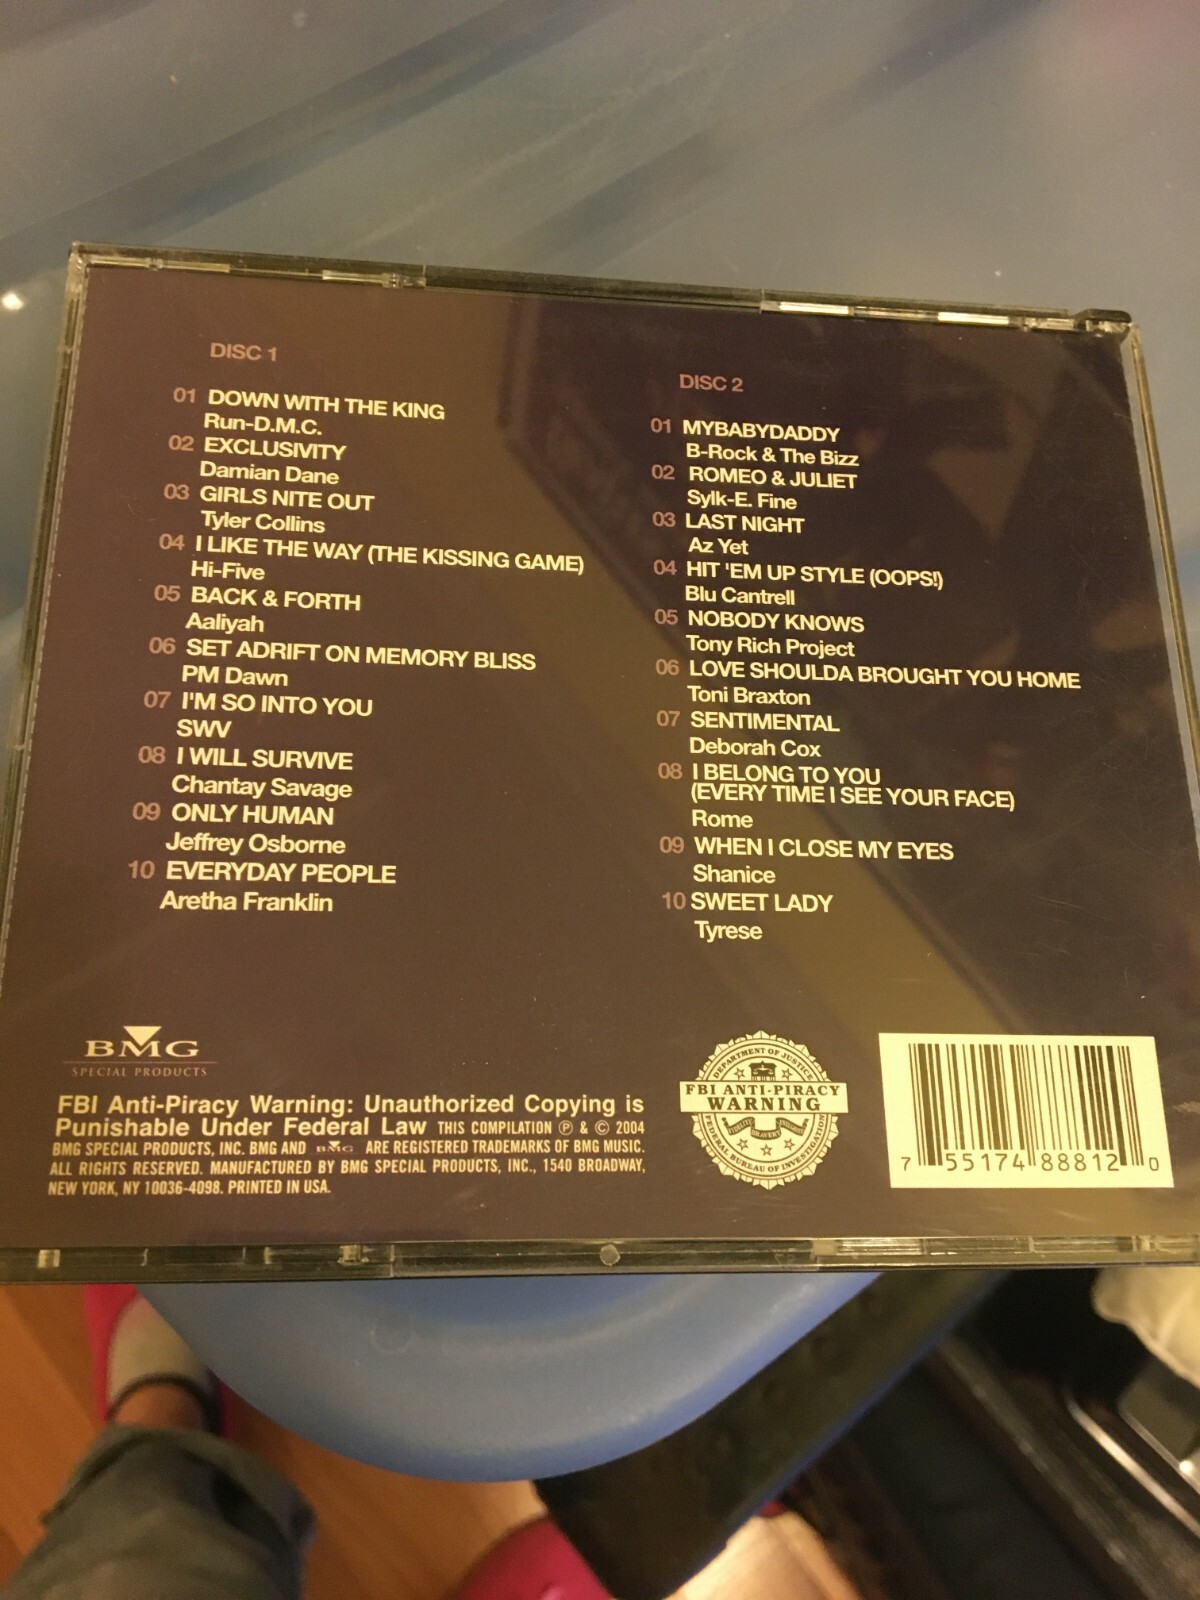 DISC 1
01 DOWN WITH THE KING
Run-D.M.C.
02 EXCLUSIVITY
Damian Dane
03 GIRLS NITE OUT
Tyler Collins
04 I LIKE THE WAY (THE KISSING GAME)
Hi-Five
05 BACK & FORTH
Aaliyah
06 SET ADRIFT ON MEMORY BLISS
PM Dawn
07 I'M SO INTO YOU
SWV
08 I WILL SURVIVE
Chantay Savage
09 ONLY HUMAN
Jeffrey Osborne
10 EVERYDAY PEOPLE
Aretha Franklin
DISC 2
01 MYBABYDADDY
B-Rock & The Bizz
02 ROMEO & JULIET
Sylk-E. Fine
03 LAST NIGHT
Az Yet
04 HIT 'EM UP STYLE (OOPS!)
Blu Cantrell
05 NOBODY KNOWS
Tony Rich Project
06 LOVE SHOULDA BROUGHT YOU HOME
Toni Braxton
07 SENTIMENTAL
Deborah Cox
08 I BELONG TO YOU
(EVERY TIME I SEE YOUR FACE)
Rome
09 WHEN I CLOSE MY EYES
Shanice
10 SWEET LADY
Tyrese
BMG
SPECIAL PRODUCTS
FBI Anti-Piracy Warning: Unauthorized Copying is
Punishable Under Federal Law THIS COMPILATION ℗ & © 2004
BMG SPECIAL PRODUCTS, INC. BMG AND BMG ARE REGISTERED TRADEMARKS OF BMG MUSIC.
ALL RIGHTS RESERVED. MANUFACTURED BY BMG SPECIAL PRODUCTS, INC., 1540 BROADWAY,
NEW YORK, NY 10036-4098. PRINTED IN USA.
DEPARTMENT OF JUSTICE
FBI ANTI-PIRACY
WARNING
FIDELITY BRAVERY INTEGRITY
FEDERAL BUREAU OF INVESTIGATION
7 55174 88812 0